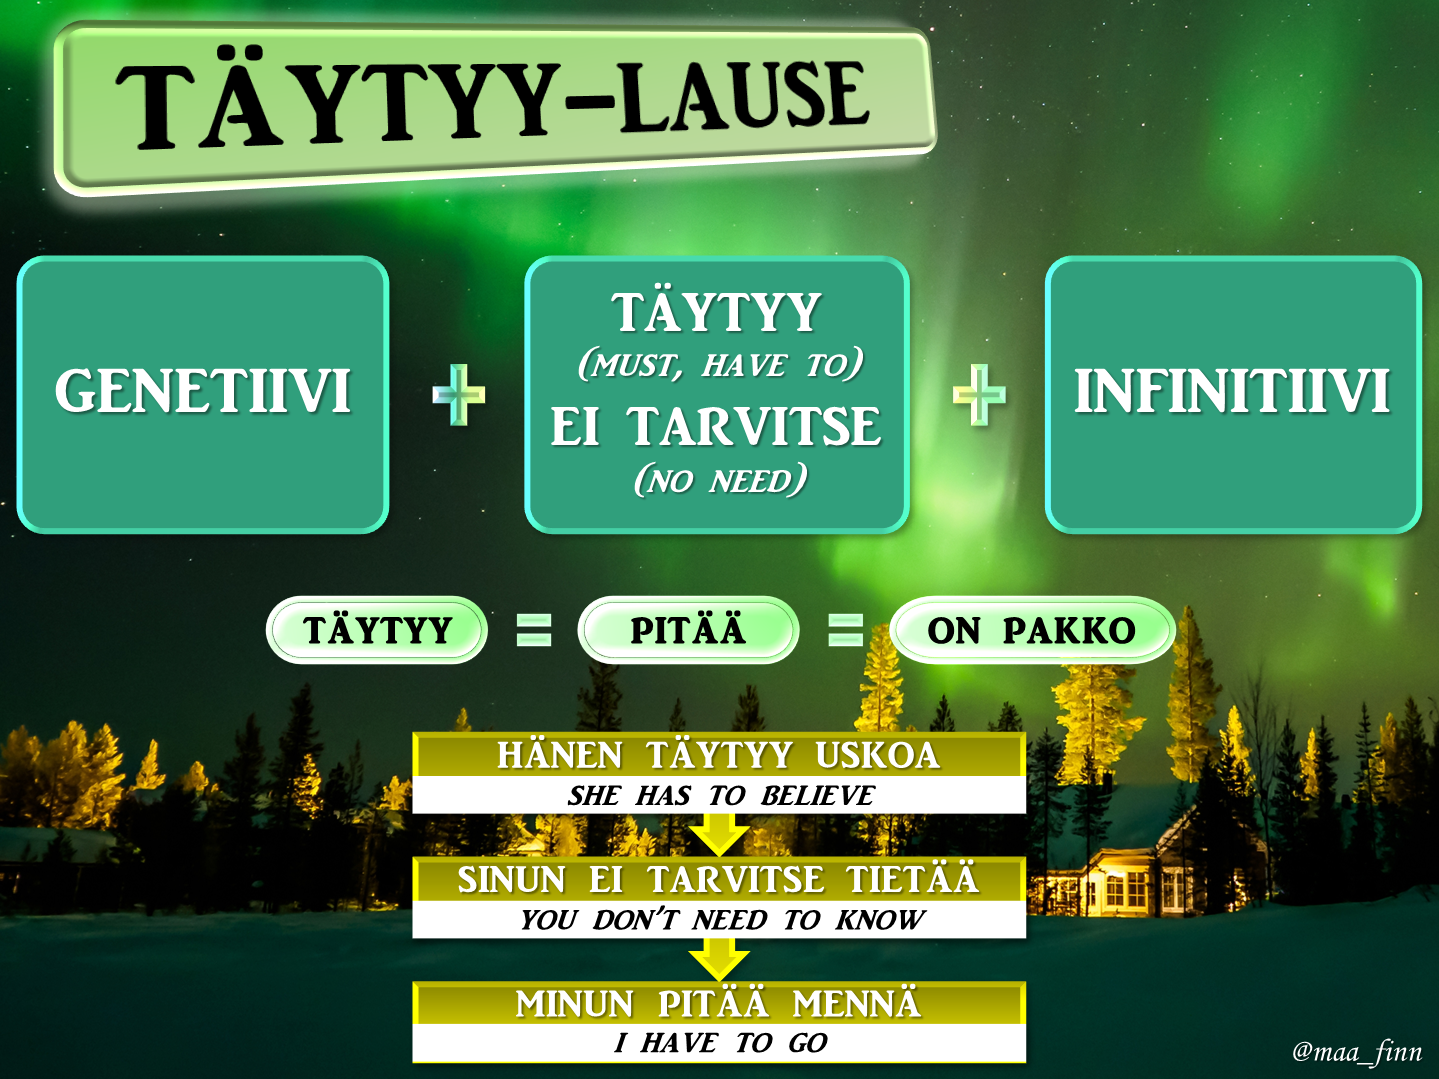 TÄYTYY-LAUSE
GENETIIVI
+
TÄYTYY
(MUST, HAVE TO)
EI TARVITSE
(NO NEED)
+
INFINITIIVI
TÄYTYY = PITÄÄ = ON PAKKO
HÄNEN TÄYTYY USKOA
SHE HAS TO BELIEVE
SINUN EI TARVITSE TIETÄÄ
YOU DON'T NEED TO KNOW
MINUN PITÄÄ MENNÄ
I HAVE TO GO
@maa_finn